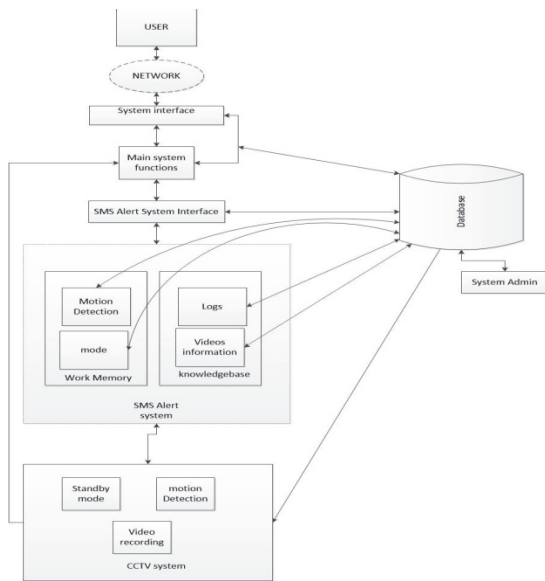 USER
NETWORK
System interface
Main system
functions
SMS Alert System Interface
Database
System Admin
Motion
Detection
mode
Work Memory
Logs
Videos
information
knowledgebase
SMS Alert
system
Standby
mode
motion
Detection
Video
recording
CCTV system